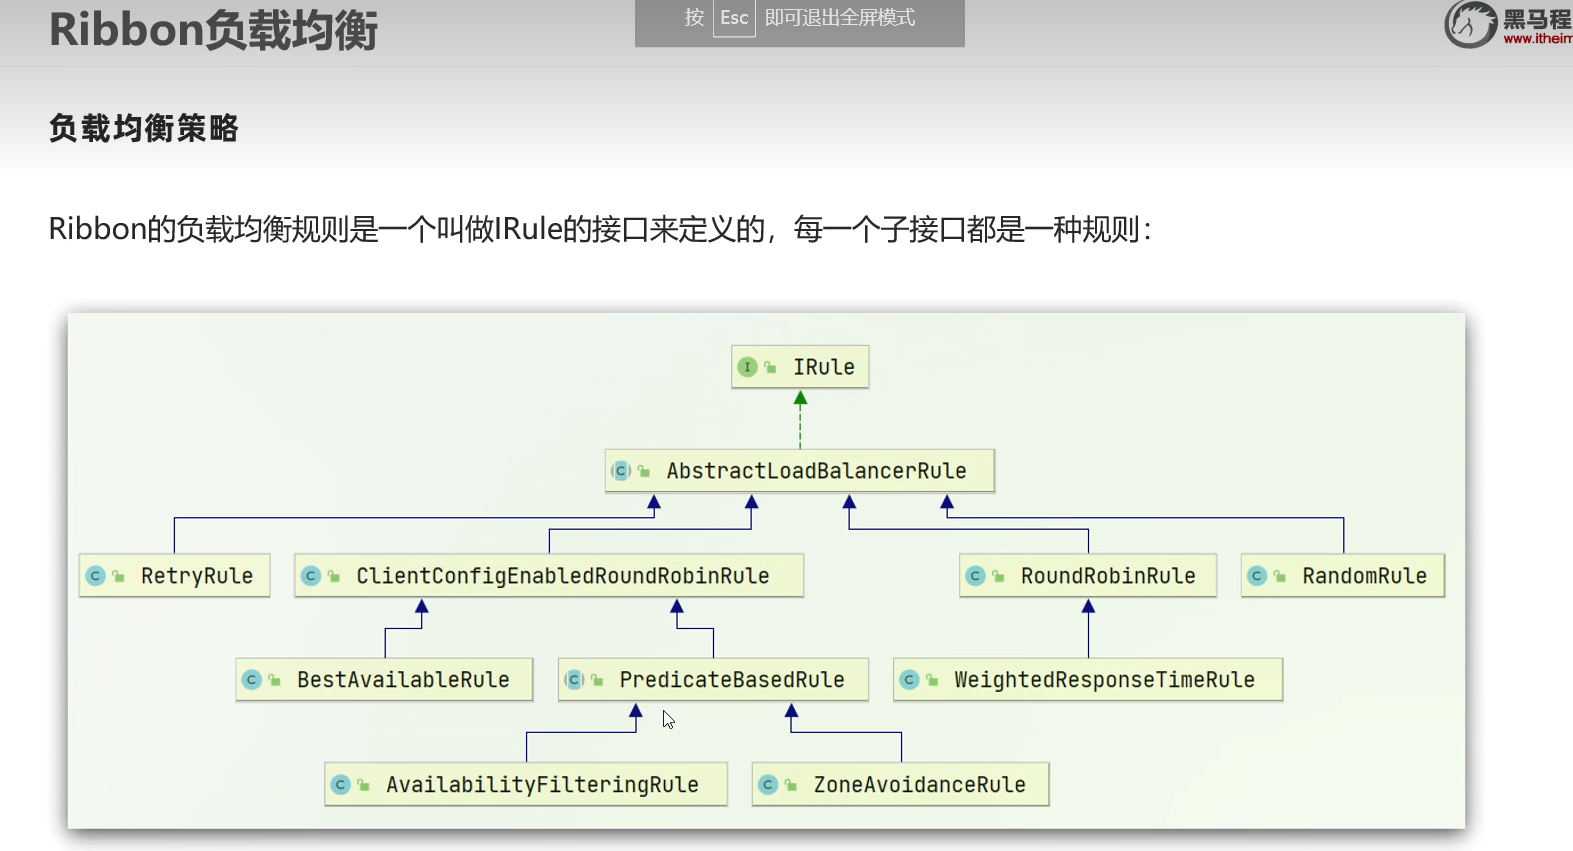 Ribbon负载均衡
按 Esc 即可退出全屏模式
黑马程
www.itheim
负载均衡策略
Ribbon的负载均衡规则是一个叫做IRule的接口来定义的，每一个子接口都是一种规则：
I IRule
C AbstractLoadBalancerRule
C RetryRule
C ClientConfigEnabledRoundRobinRule
C RoundRobinRule
C RandomRule
C BestAvailableRule
C PredicateBasedRule
C WeightedResponseTimeRule
C AvailabilityFilteringRule
C ZoneAvoidanceRule